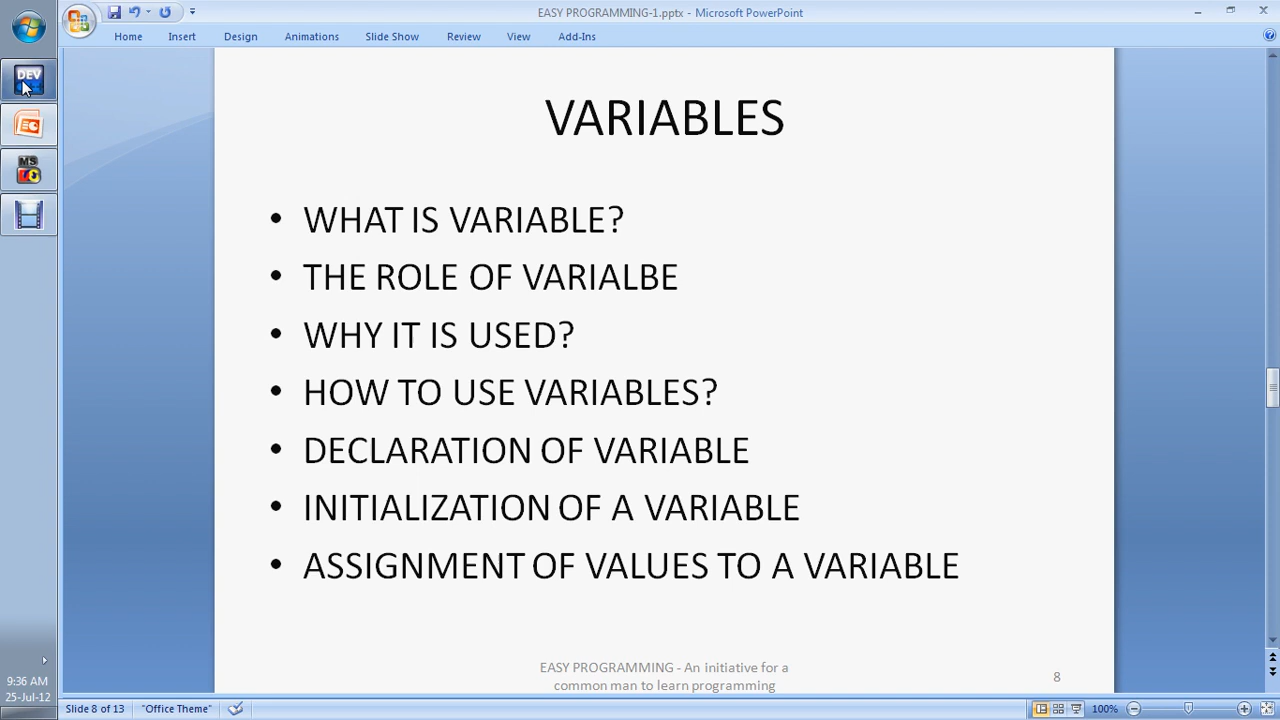 EASY PROGRAMMING-1.pptx - Microsoft PowerPoint
Home Insert Design Animations Slide Show Review View Add-Ins
DEV
MS
VARIABLES
• WHAT IS VARIABLE?
• THE ROLE OF VARIALBE
• WHY IT IS USED?
• HOW TO USE VARIABLES?
• DECLARATION OF VARIABLE
• INITIALIZATION OF A VARIABLE
• ASSIGNMENT OF VALUES TO A VARIABLE
EASY PROGRAMMING - An initiative for a
common man to learn programming
8
9:36 AM
25-Jul-12
Slide 8 of 13 "Office Theme" 100%